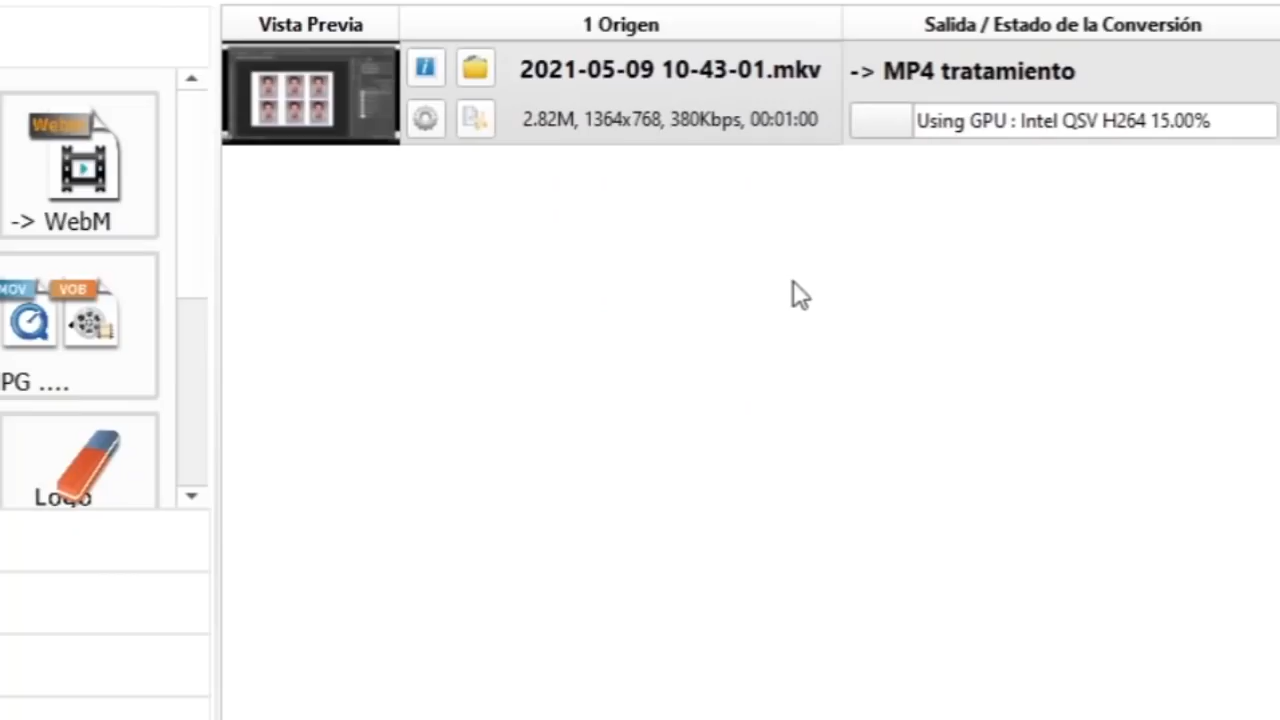 Vista Previa
1 Origen
Salida / Estado de la Conversión
2021-05-09 10-43-01.mkv
-> MP4 tratamiento
2.82M, 1364x768, 380Kbps, 00:01:00
Using GPU : Intel QSV H264 15.00%
WebM
-> WebM
MOV
VOB
PG ....
Logo